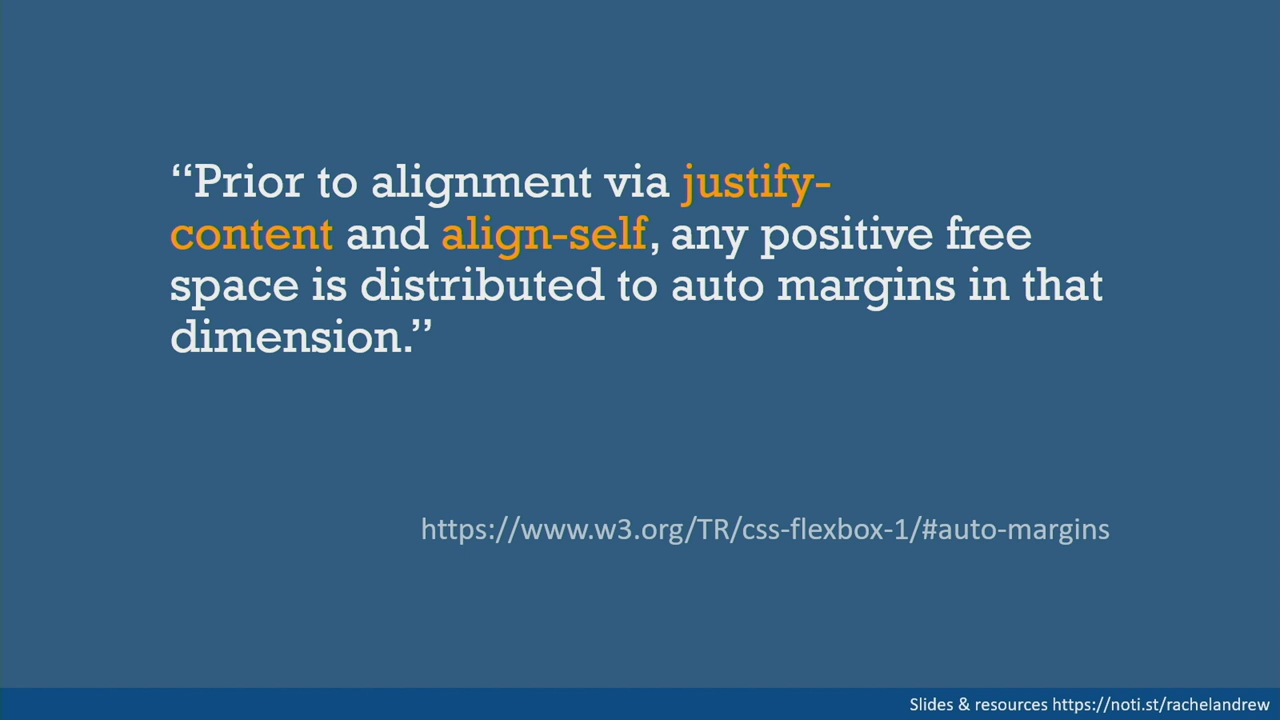 “Prior to alignment via justify-
content and align-self, any positive free
space is distributed to auto margins in that
dimension.”
https://www.w3.org/TR/css-flexbox-1/#auto-margins
Slides & resources https://noti.st/rachelandrew